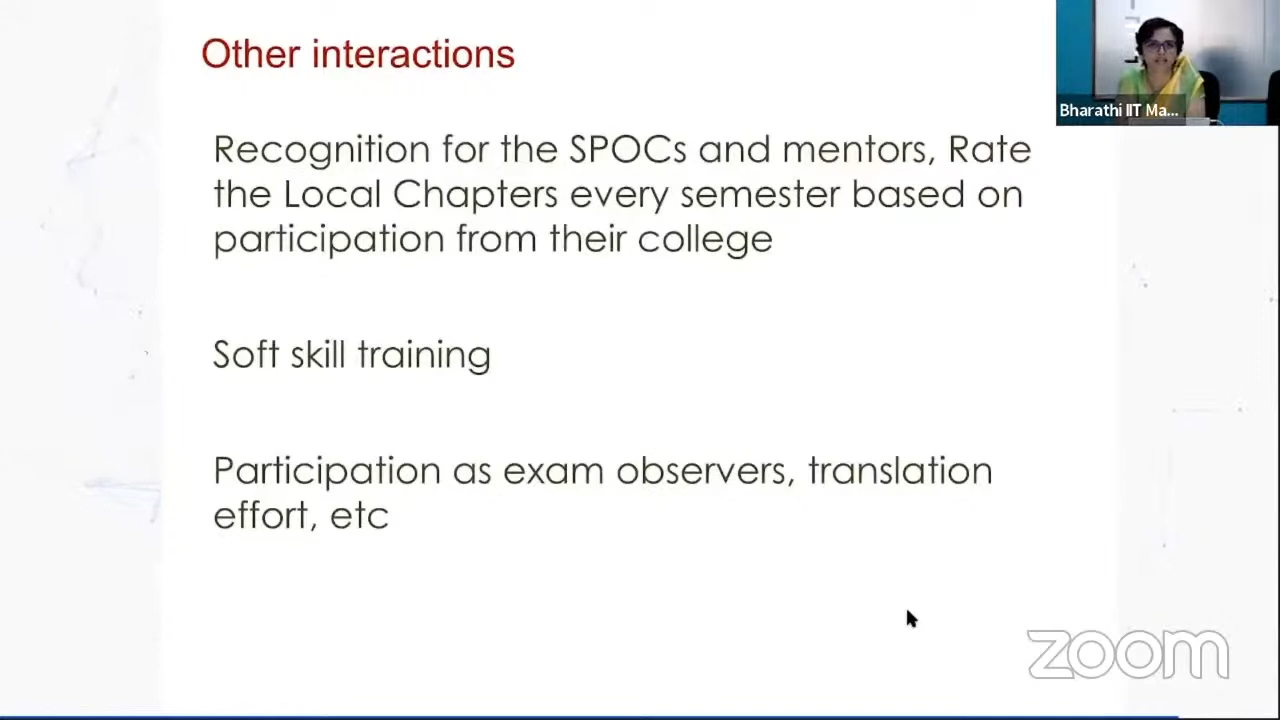 Other interactions
Bharathi IIT Ma...
Recognition for the SPOCs and mentors, Rate
the Local Chapters every semester based on
participation from their college
Soft skill training
Participation as exam observers, translation
effort, etc
zoom